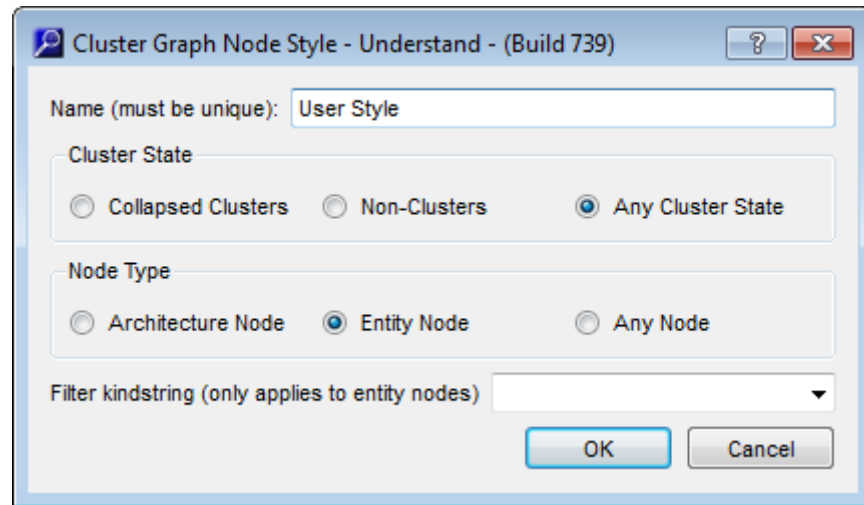 Cluster Graph Node Style - Understand - (Build 739)
?
Name (must be unique): User Style
Cluster State
Collapsed Clusters Non-Clusters Any Cluster State
Node Type
Architecture Node Entity Node Any Node
Filter kindstring (only applies to entity nodes)
OK Cancel